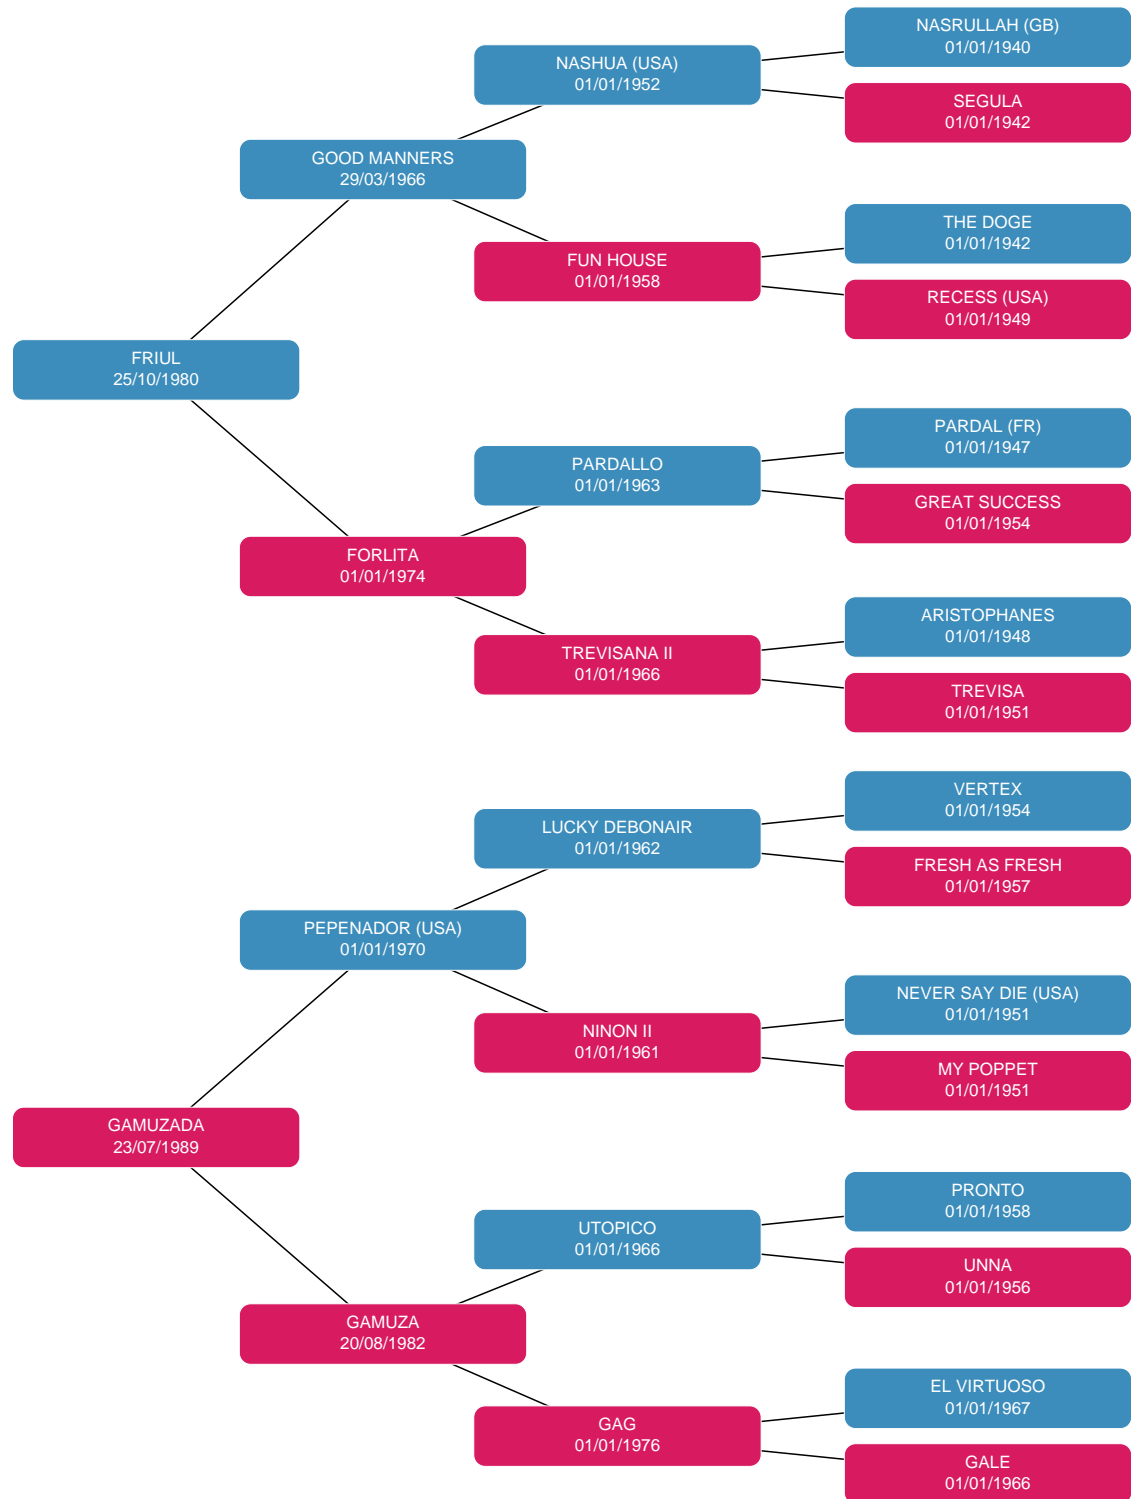 NASRULLAH (GB)
01/01/1940
NASHUA (USA)
01/01/1952
SEGULA
01/01/1942
GOOD MANNERS
29/03/1966
THE DOGE
01/01/1942
FUN HOUSE
01/01/1958
RECESS (USA)
01/01/1949
FRIUL
25/10/1980
PARDAL (FR)
01/01/1947
PARDALLO
01/01/1963
GREAT SUCCESS
01/01/1954
FORLITA
01/01/1974
ARISTOPHANES
01/01/1948
TREVISANA II
01/01/1966
TREVISA
01/01/1951
VERTEX
01/01/1954
LUCKY DEBONAIR
01/01/1962
FRESH AS FRESH
01/01/1957
PEPENADOR (USA)
01/01/1970
NEVER SAY DIE (USA)
01/01/1951
NINON II
01/01/1961
MY POPPET
01/01/1951
GAMUZADA
23/07/1989
PRONTO
01/01/1958
UTOPICO
01/01/1966
UNNA
01/01/1956
GAMUZA
20/08/1982
EL VIRTUOSO
01/01/1967
GAG
01/01/1976
GALE
01/01/1966